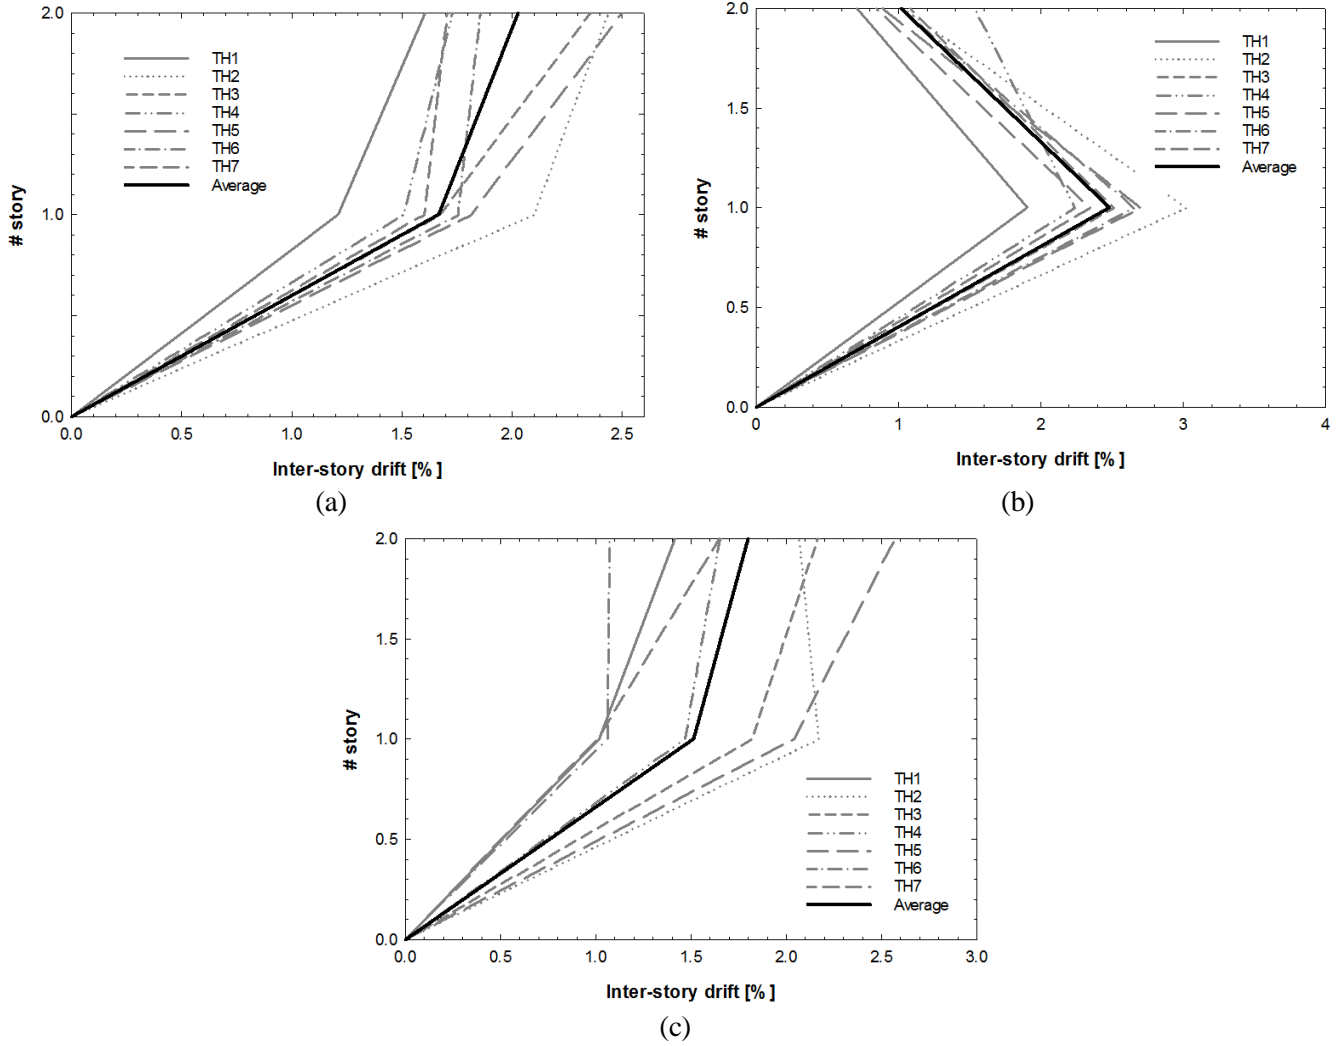 2.0
1.5
1.0
0.5
0.0
# story
TH1
TH2
TH3
TH4
TH5
TH6
TH7
Average
0.0 0.5 1.0 1.5 2.0 2.5
Inter-story drift [%]
(a)
2.0
1.5
1.0
0.5
0.0
# story
TH1
TH2
TH3
TH4
TH5
TH6
TH7
Average
0 1 2 3 4
Inter-story drift [%]
(b)
2.0
1.5
1.0
0.5
0.0
# story
TH1
TH2
TH3
TH4
TH5
TH6
TH7
Average
0.0 0.5 1.0 1.5 2.0 2.5 3.0
Inter-story drift [%]
(c)